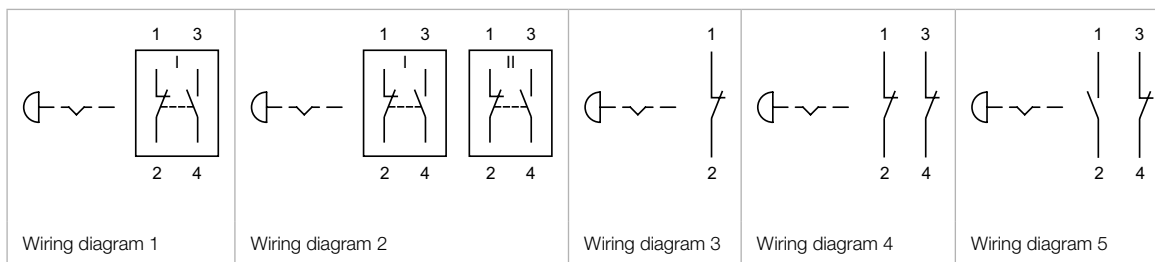 1 3
I
2 4
Wiring diagram 1
1 3 1 3
I II
2 4 2 4
Wiring diagram 2
1
2
Wiring diagram 3
1 3
2 4
Wiring diagram 4
1 3
2 4
Wiring diagram 5